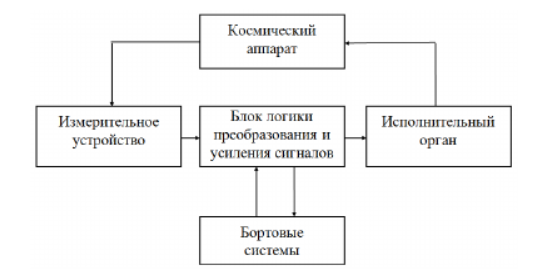 Космический
аппарат
Измерительное
устройство
Блок логики
преобразования и
усиления сигналов
Исполнительный
орган
Бортовые
системы